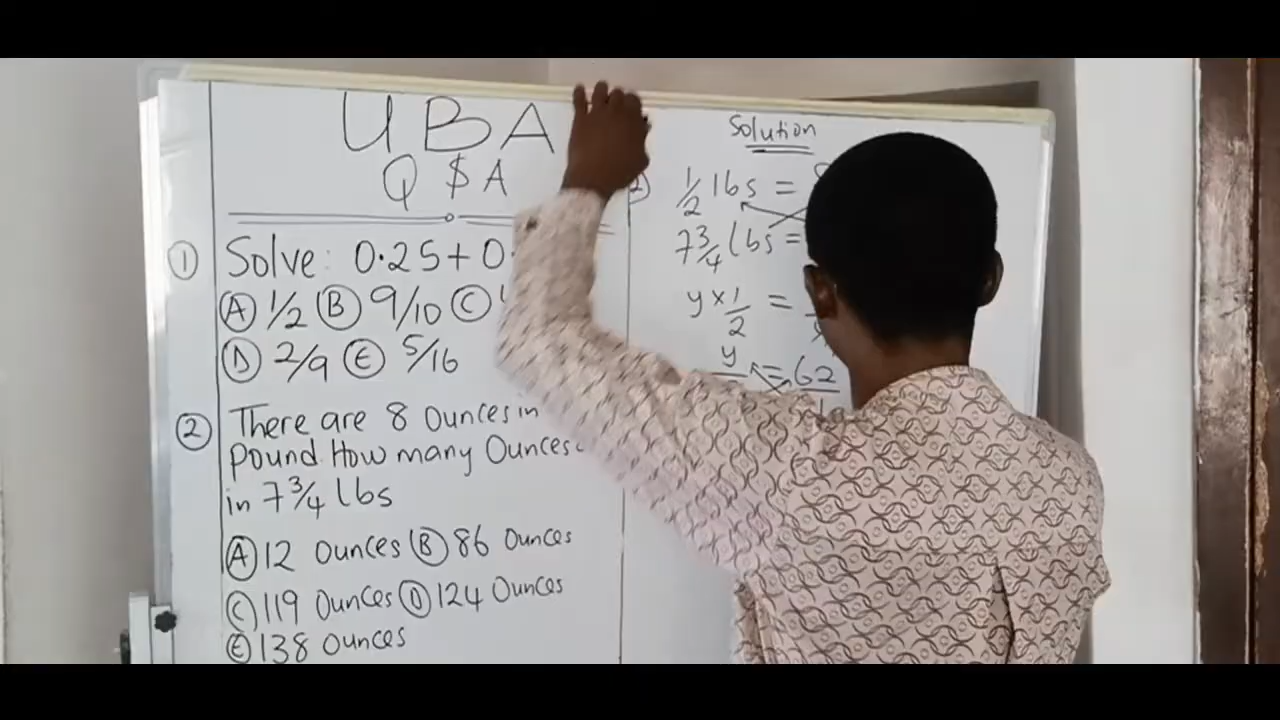 UBA
Q $ A
① Solve: 0.25 + 0.
Ⓐ 1/2 Ⓑ 9/10 Ⓒ
Ⓓ 2/9 Ⓔ 5/16
② There are 8 Ounces in
pound. How many Ounces
in 7 3/4 lbs
Ⓐ 12 Ounces Ⓑ 86 Ounces
Ⓒ 119 Ounces Ⓓ 124 Ounces
Ⓔ 138 Ounces
Solution
1/2 lbs =
7 3/4 lbs =
y × 1/2 =
y = 62